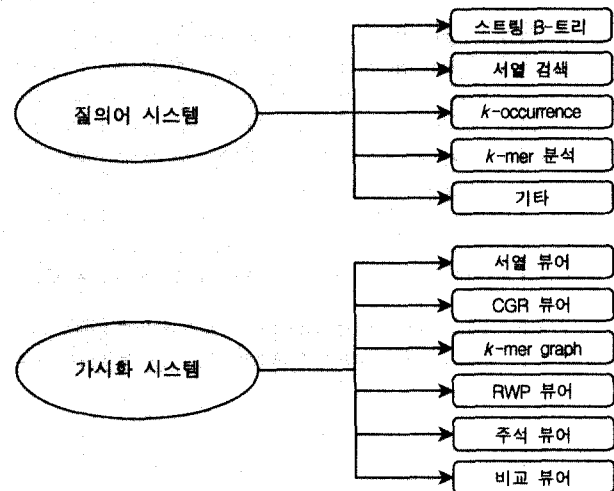 스트링 B-트리
서열 검색
질의어 시스템
k-occurrence
k-mer 분석
기타
서열 뷰어
CGR 뷰어
k-mer graph
가시화 시스템
RWP 뷰어
주석 뷰어
비교 뷰어